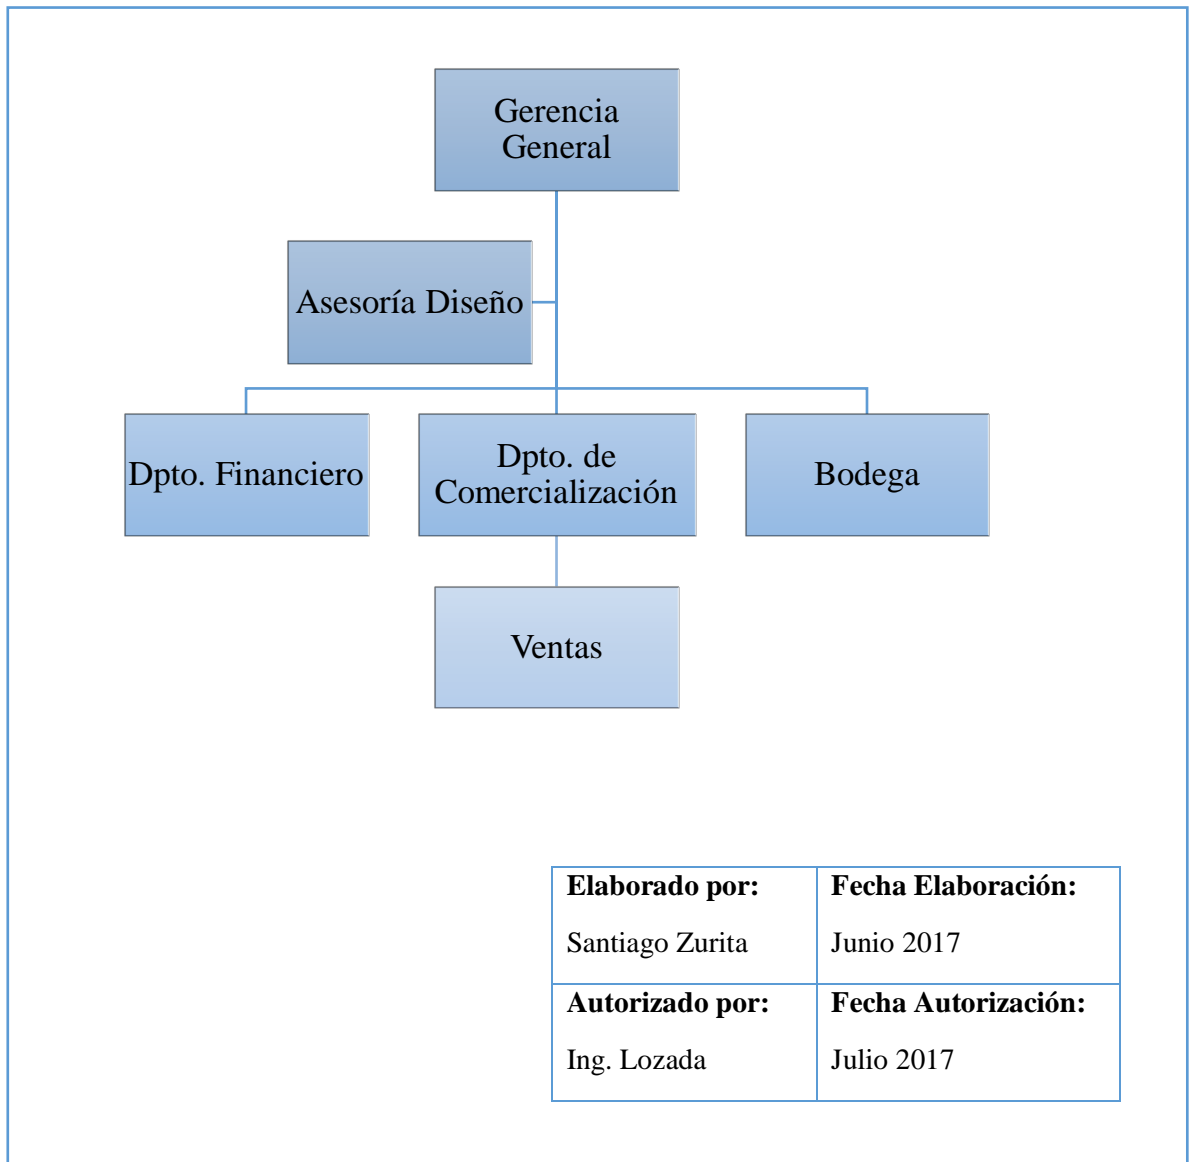 Gerencia
General
Asesoría Diseño
Dpto. Financiero
Dpto. de
Comercialización
Bodega
Ventas
Elaborado por:
Santiago Zurita
Fecha Elaboración:
Junio 2017
Autorizado por:
Ing. Lozada
Fecha Autorización:
Julio 2017